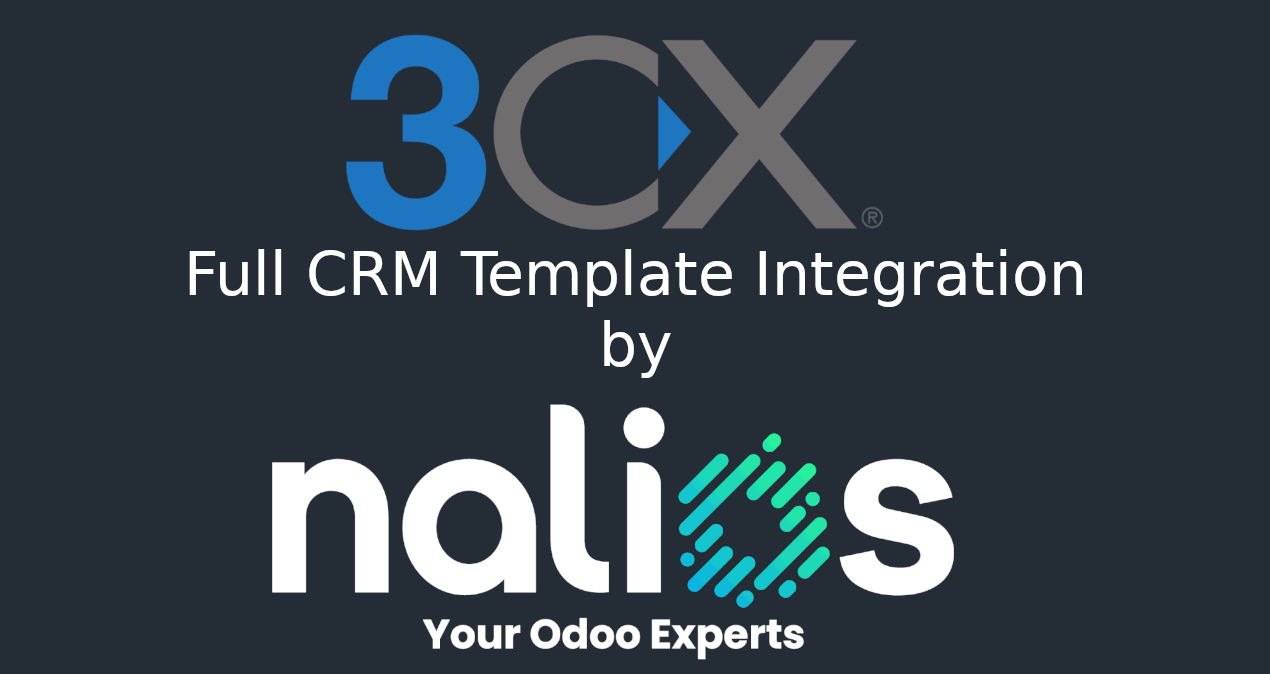 3CX®
Full CRM Template Integration
by
nalios
Your Odoo Experts